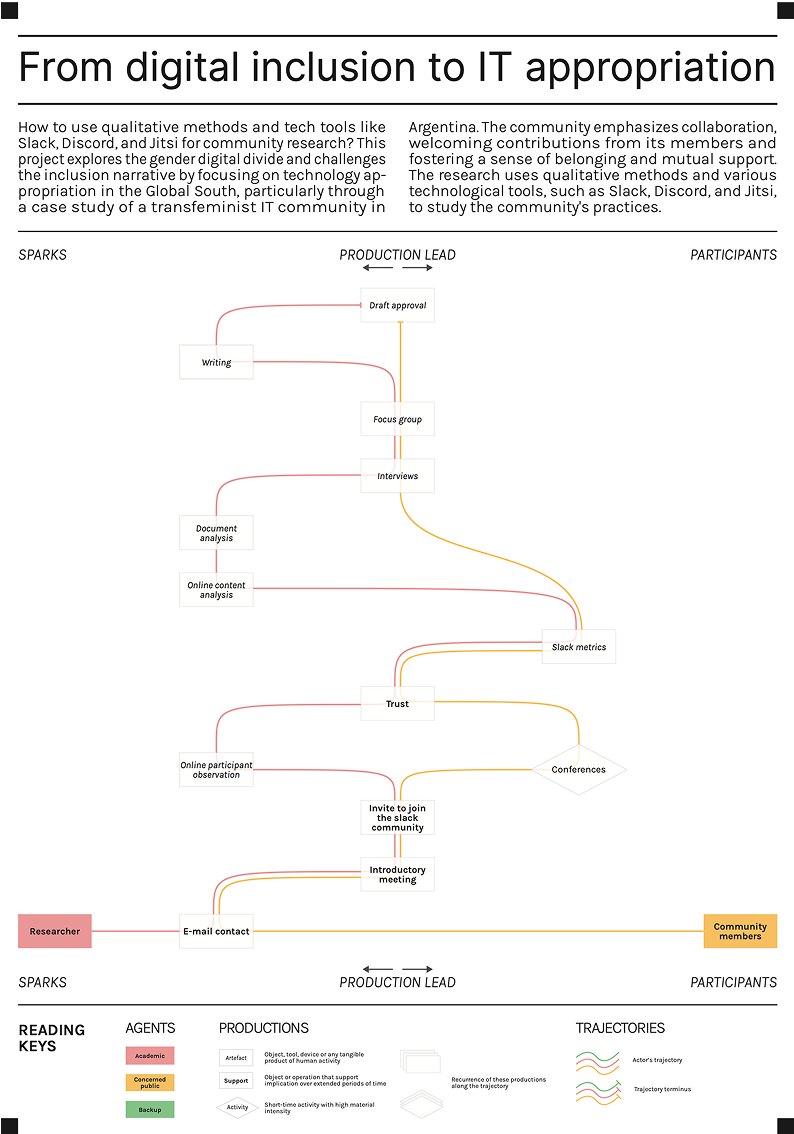 From digital inclusion to IT appropriation
How to use qualitative methods and tech tools like
Slack, Discord, and Jitsi for community research? This
project explores the gender digital divide and challenges
the inclusion narrative by focusing on technology ap-
propriation in the Global South, particularly through
a case study of a transfeminist IT community in
Argentina. The community emphasizes collaboration,
welcoming contributions from its members and
fostering a sense of belonging and mutual support.
The research uses qualitative methods and various
technological tools, such as Slack, Discord, and Jitsi,
to study the community's practices.
SPARKS
PRODUCTION LEAD
PARTICIPANTS
Draft approval
Writing
Focus group
Interviews
Document
analysis
Online content
analysis
Slack metrics
Trust
Online participant
observation
Conferences
Invite to join
the slack
community
Introductory
meeting
Researcher
E-mail contact
Community
members
SPARKS
PRODUCTION LEAD
PARTICIPANTS
READING
KEYS
AGENTS
Academic
Concerned
public
Backup
PRODUCTIONS
Artefact
Object, tool, device or any tangible
product of human activity
Support
Object or operation that support
implication over extended periods of time
Activity
Short-time activity with high material
intensity
Recurrence of these productions
along the trajectory
TRAJECTORIES
Actor's trajectory
Trajectory terminus